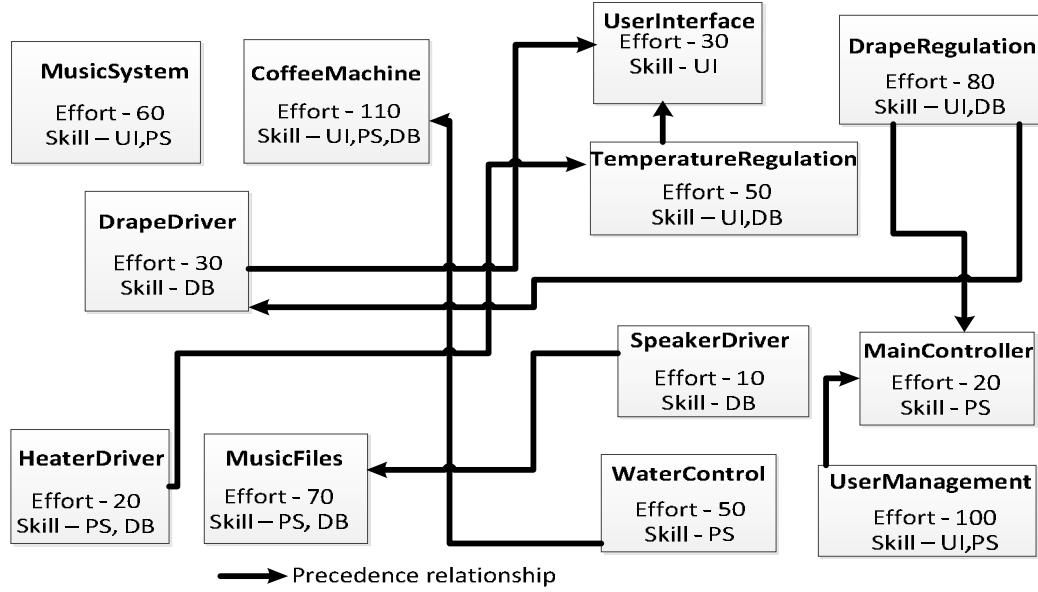 MusicSystem
Effort - 60
Skill – UI,PS
CoffeeMachine
Effort - 110
Skill – UI,PS,DB
UserInterface
Effort - 30
Skill - UI
DrapeRegulation
Effort - 80
Skill – UI,DB
TemperatureRegulation
Effort - 50
Skill – UI,DB
DrapeDriver
Effort - 30
Skill - DB
SpeakerDriver
Effort - 10
Skill - DB
MainController
Effort - 20
Skill - PS
HeaterDriver
Effort - 20
Skill – PS, DB
MusicFiles
Effort - 70
Skill – PS, DB
WaterControl
Effort - 50
Skill - PS
UserManagement
Effort - 100
Skill – UI,PS
Precedence relationship